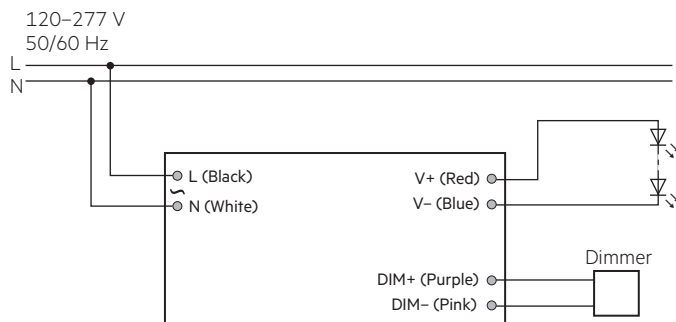 120–277 V
50/60 Hz
L
N
L (Black)
~
N (White)
V+ (Red)
V– (Blue)
Dimmer
DIM+ (Purple)
DIM– (Pink)